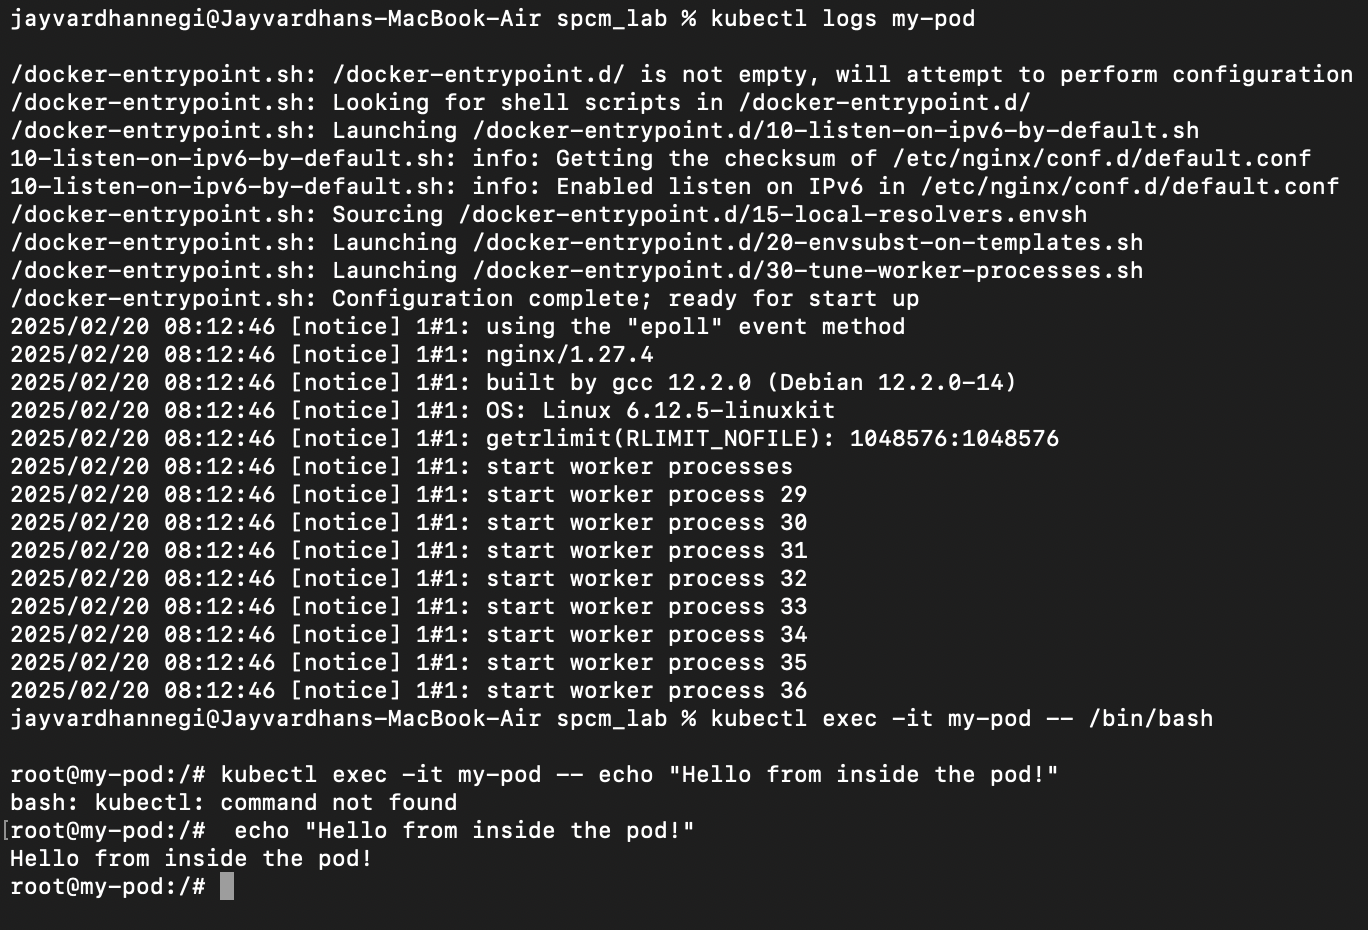 jayvardhannegi@Jayvardhans-MacBook-Air spcm_lab % kubectl logs my-pod
/docker-entrypoint.sh: /docker-entrypoint.d/ is not empty, will attempt to perform configuration
/docker-entrypoint.sh: Looking for shell scripts in /docker-entrypoint.d/
/docker-entrypoint.sh: Launching /docker-entrypoint.d/10-listen-on-ipv6-by-default.sh
10-listen-on-ipv6-by-default.sh: info: Getting the checksum of /etc/nginx/conf.d/default.conf
10-listen-on-ipv6-by-default.sh: info: Enabled listen on IPv6 in /etc/nginx/conf.d/default.conf
/docker-entrypoint.sh: Sourcing /docker-entrypoint.d/15-local-resolvers.envsh
/docker-entrypoint.sh: Launching /docker-entrypoint.d/20-envsubst-on-templates.sh
/docker-entrypoint.sh: Launching /docker-entrypoint.d/30-tune-worker-processes.sh
/docker-entrypoint.sh: Configuration complete; ready for start up
2025/02/20 08:12:46 [notice] 1#1: using the "epoll" event method
2025/02/20 08:12:46 [notice] 1#1: nginx/1.27.4
2025/02/20 08:12:46 [notice] 1#1: built by gcc 12.2.0 (Debian 12.2.0-14)
2025/02/20 08:12:46 [notice] 1#1: OS: Linux 6.12.5-linuxkit
2025/02/20 08:12:46 [notice] 1#1: getrlimit(RLIMIT_NOFILE): 1048576:1048576
2025/02/20 08:12:46 [notice] 1#1: start worker processes
2025/02/20 08:12:46 [notice] 1#1: start worker process 29
2025/02/20 08:12:46 [notice] 1#1: start worker process 30
2025/02/20 08:12:46 [notice] 1#1: start worker process 31
2025/02/20 08:12:46 [notice] 1#1: start worker process 32
2025/02/20 08:12:46 [notice] 1#1: start worker process 33
2025/02/20 08:12:46 [notice] 1#1: start worker process 34
2025/02/20 08:12:46 [notice] 1#1: start worker process 35
2025/02/20 08:12:46 [notice] 1#1: start worker process 36
jayvardhannegi@Jayvardhans-MacBook-Air spcm_lab % kubectl exec -it my-pod -- /bin/bash
root@my-pod:/# kubectl exec -it my-pod -- echo "Hello from inside the pod!"
bash: kubectl: command not found
[root@my-pod:/#  echo "Hello from inside the pod!"
Hello from inside the pod!
root@my-pod:/#